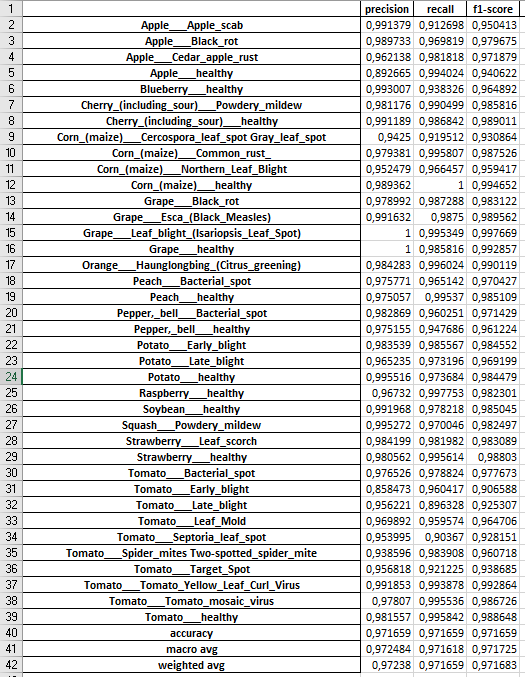 1 precision recall f1-score
2 Apple___Apple_scab 0,991379 0,912698 0,950413
3 Apple___Black_rot 0,989733 0,969819 0,979675
4 Apple___Cedar_apple_rust 0,962138 0,981818 0,971879
5 Apple___healthy 0,892665 0,994024 0,940622
6 Blueberry___healthy 0,993007 0,938326 0,964892
7 Cherry_(including_sour)___Powdery_mildew 0,981176 0,990499 0,985816
8 Cherry_(including_sour)___healthy 0,991189 0,986842 0,989011
9 Corn_(maize)___Cercospora_leaf_spot Gray_leaf_spot 0,9425 0,919512 0,930864
10 Corn_(maize)___Common_rust_ 0,979381 0,995807 0,987526
11 Corn_(maize)___Northern_Leaf_Blight 0,952479 0,966457 0,959417
12 Corn_(maize)___healthy 0,989362 1 0,994652
13 Grape___Black_rot 0,978992 0,987288 0,983122
14 Grape___Esca_(Black_Measles) 0,991632 0,9875 0,989562
15 Grape___Leaf_blight_(Isariopsis_Leaf_Spot) 1 0,995349 0,997669
16 Grape___healthy 1 0,985816 0,992857
17 Orange___Haunglongbing_(Citrus_greening) 0,984283 0,996024 0,990119
18 Peach___Bacterial_spot 0,975771 0,965142 0,970427
19 Peach___healthy 0,975057 0,99537 0,985109
20 Pepper,_bell___Bacterial_spot 0,982869 0,960251 0,971429
21 Pepper,_bell___healthy 0,975155 0,947686 0,961224
22 Potato___Early_blight 0,983539 0,985567 0,984552
23 Potato___Late_blight 0,965235 0,973196 0,969199
24 Potato___healthy 0,995516 0,973684 0,984479
25 Raspberry___healthy 0,96732 0,997753 0,982301
26 Soybean___healthy 0,991968 0,978218 0,985045
27 Squash___Powdery_mildew 0,995272 0,970046 0,982497
28 Strawberry___Leaf_scorch 0,984199 0,981982 0,983089
29 Strawberry___healthy 0,980562 0,995614 0,98803
30 Tomato___Bacterial_spot 0,976526 0,978824 0,977673
31 Tomato___Early_blight 0,858473 0,960417 0,906588
32 Tomato___Late_blight 0,956221 0,896328 0,925307
33 Tomato___Leaf_Mold 0,969892 0,959574 0,964706
34 Tomato___Septoria_leaf_spot 0,953995 0,90367 0,928151
35 Tomato___Spider_mites Two-spotted_spider_mite 0,938596 0,983908 0,960718
36 Tomato___Target_Spot 0,956818 0,921225 0,938685
37 Tomato___Tomato_Yellow_Leaf_Curl_Virus 0,991853 0,993878 0,992864
38 Tomato___Tomato_mosaic_virus 0,97807 0,995536 0,986726
39 Tomato___healthy 0,981557 0,995842 0,988648
40 accuracy 0,971659 0,971659 0,971659
41 macro avg 0,972484 0,971618 0,971725
42 weighted avg 0,97238 0,971659 0,971683